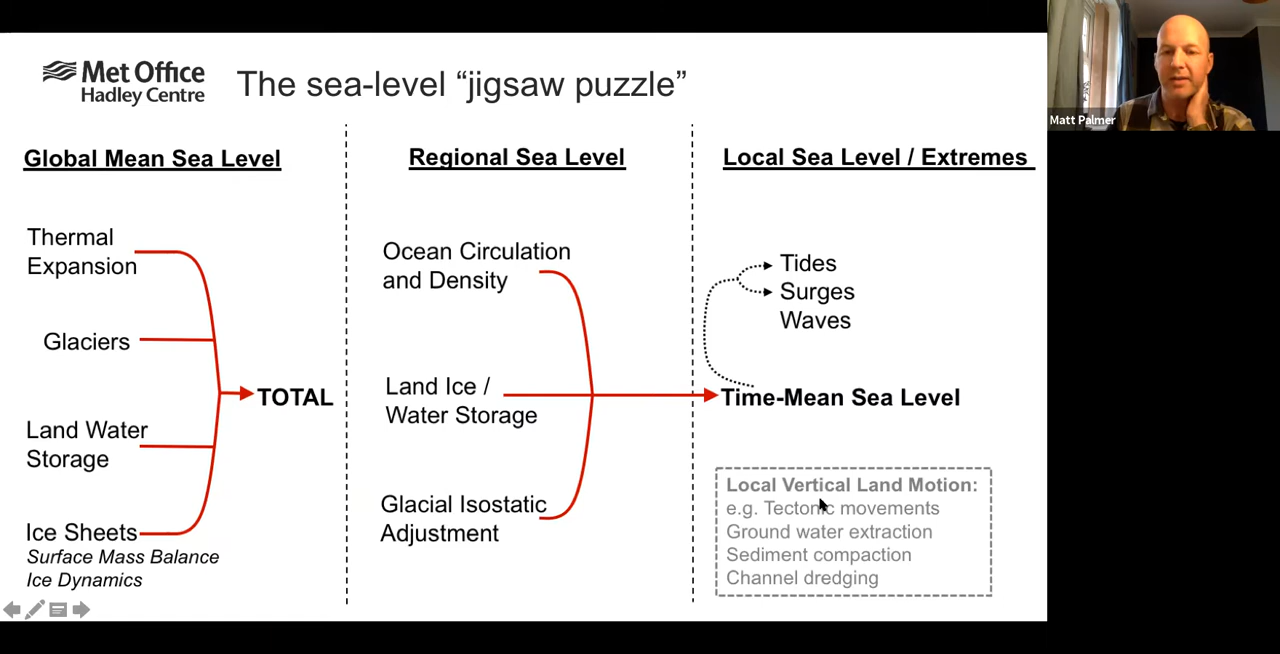 Met Office
Hadley Centre
The sea-level “jigsaw puzzle”
Matt Palmer
Global Mean Sea Level
Thermal
Expansion
Glaciers
Land Water
Storage
Ice Sheets
Surface Mass Balance
Ice Dynamics
TOTAL
Regional Sea Level
Ocean Circulation
and Density
Land Ice /
Water Storage
Glacial Isostatic
Adjustment
Local Sea Level / Extremes
Tides
Surges
Waves
Time-Mean Sea Level
Local Vertical Land Motion:
e.g. Tectonic movements
Ground water extraction
Sediment compaction
Channel dredging